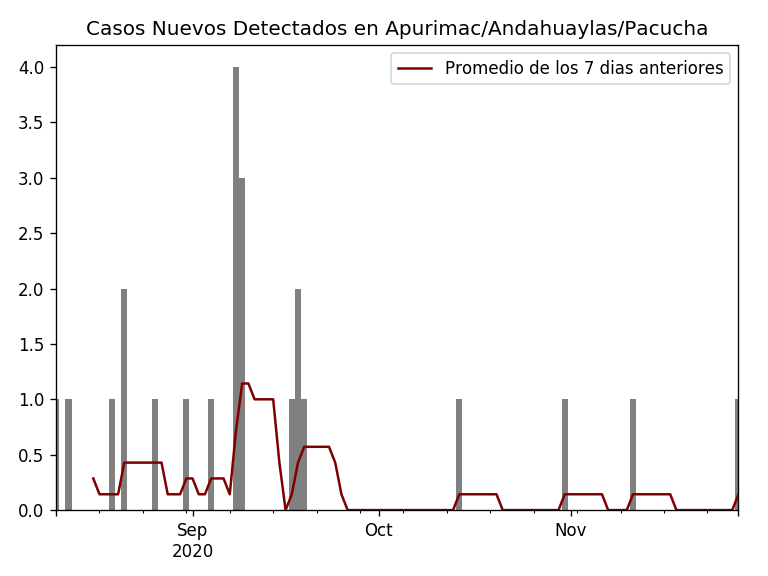 Casos Nuevos Detectados en Apurimac/Andahuaylas/Pacucha
Promedio de los 7 dias anteriores
4.0
3.5
3.0
2.5
2.0
1.5
1.0
0.5
0.0
Sep
2020
Oct
Nov